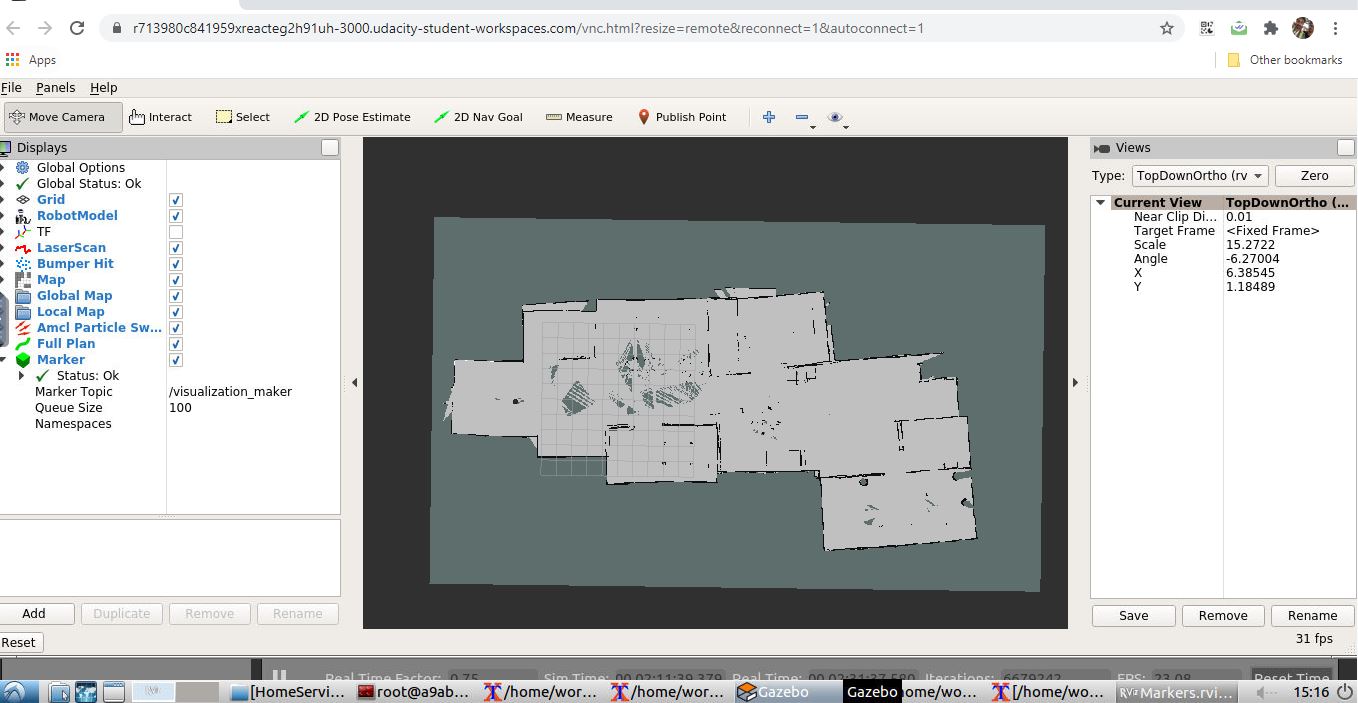 r713980c841959xreacteg2h91uh-3000.udacity-student-workspaces.com/vnc.html?resize=remote&reconnect=1&autoconnect=1
Apps
Other bookmarks
File Panels Help
Move Camera Interact Select 2D Pose Estimate 2D Nav Goal Measure Publish Point
Displays
Global Options
Global Status: Ok
Grid
RobotModel
TF
LaserScan
Bumper Hit
Map
Global Map
Local Map
Amcl Particle Sw...
Full Plan
Marker
Status: Ok
Marker Topic /visualization_maker
Queue Size 100
Namespaces
Add Duplicate Remove Rename
Reset
Views
Type: TopDownOrtho (rv Zero
Current View TopDownOrtho (...
Near Clip Di... 0.01
Target Frame <Fixed Frame>
Scale 15.2722
Angle -6.27004
X 6.38545
Y 1.18489
Save Remove Rename
31 fps
Real Time Factor: 0.75 Sim Time: 00 02:11:39.379 Real Time: 00 02:31:37.580 Iterations: 6679242 FPS: 23.08 Reset Time
[HomeServi... root@a9ab... /home/wor... /home/wor... Gazebo Gazebo home/wo... [/home/wo... RViz Markers.rvi... 15:16